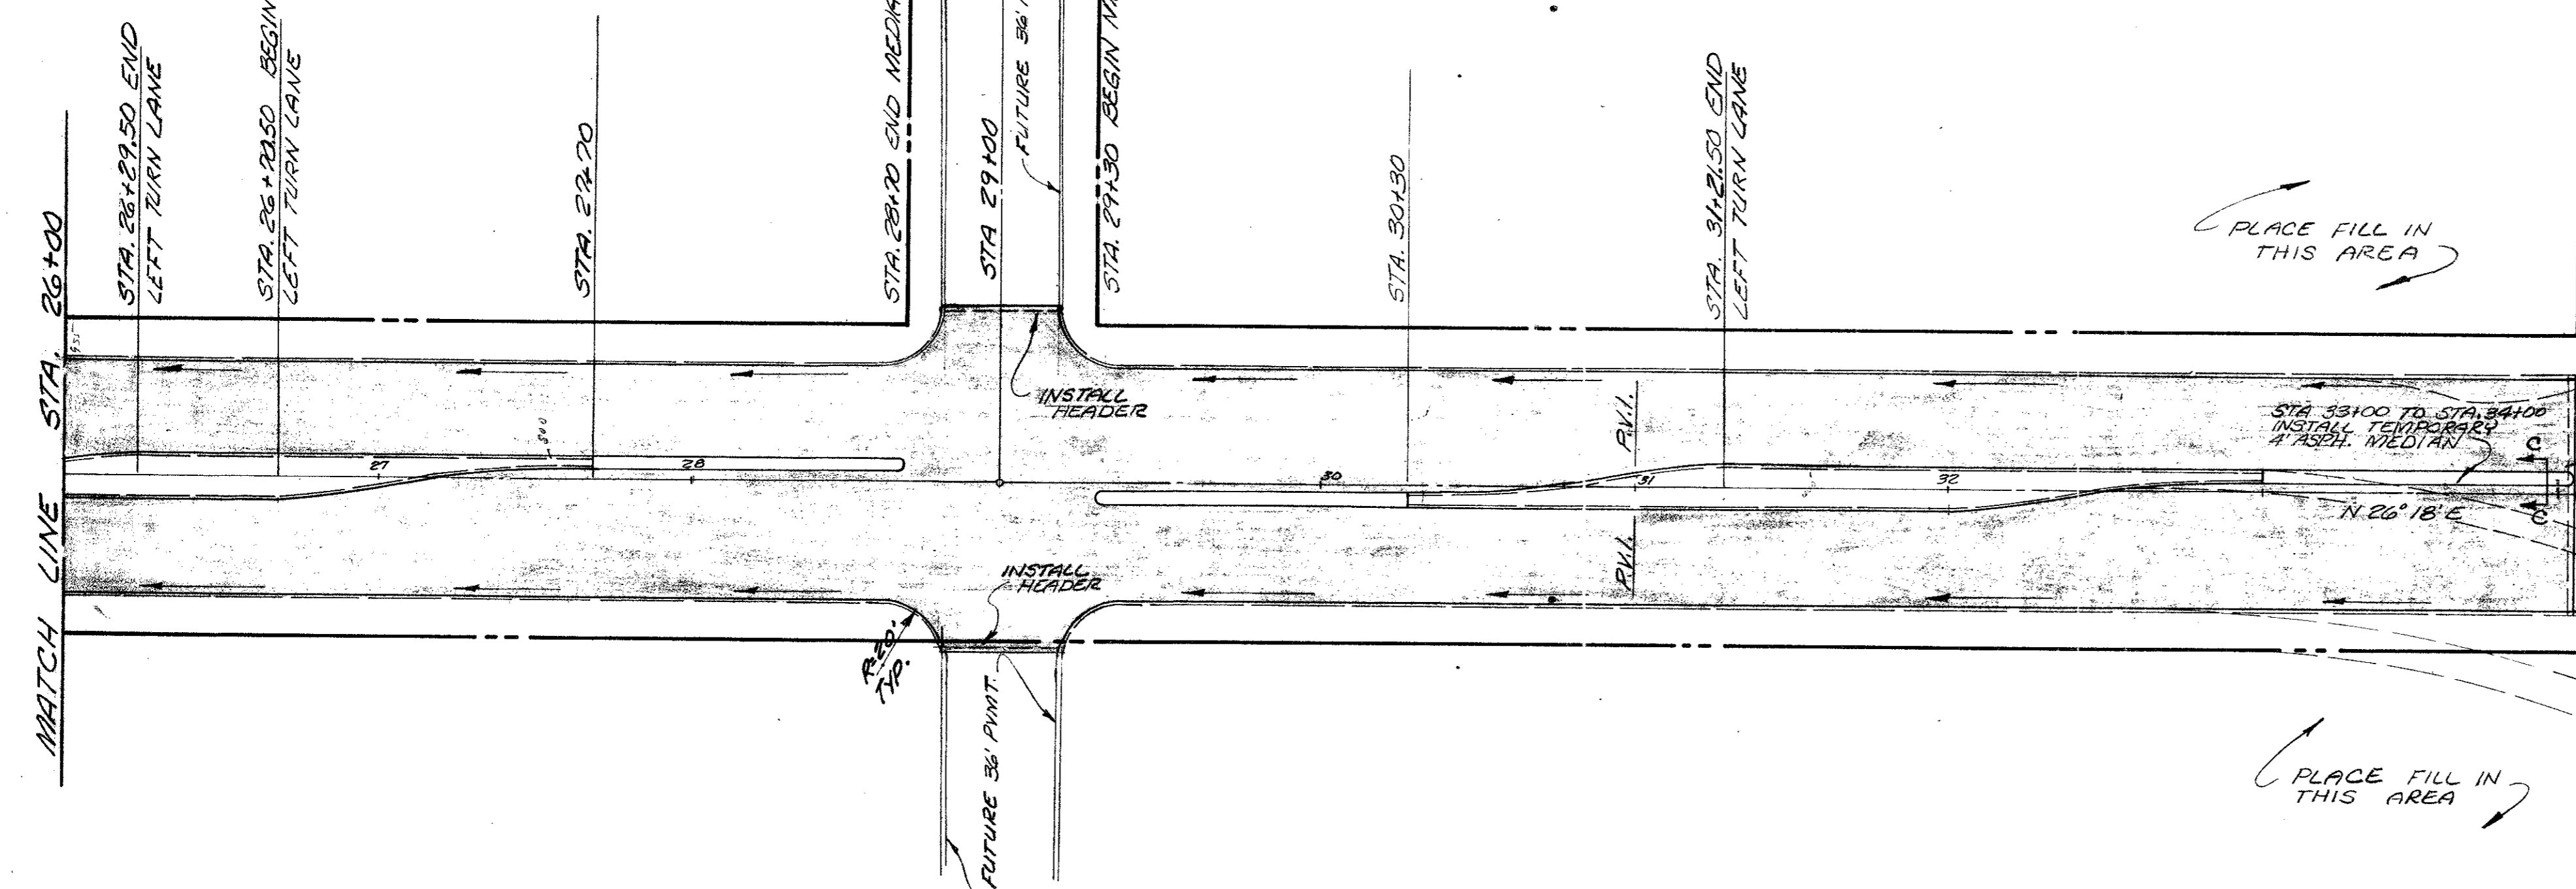 MATCH LINE STA. 26+00
STA. 26+29.50 END
LEFT TURN LANE
STA. 26+70.50 BEGIN
LEFT TURN LANE
STA. 27+70
STA. 28+70 END
STA 29+00
FUTURE 36'
STA. 29+30 BEGIN
STA. 30+30
STA. 31+21.50 END
LEFT TURN LANE
PLACE FILL IN
THIS AREA
INSTALL
HEADER
P.V.I.
STA 33+00 TO STA. 34+00
INSTALL TEMPORARY
4' ASPH. MEDIAN
C
27
28
30
31
32
N 26° 18' E
C
INSTALL
HEADER
P.V.I.
R=20'
TYP.
FUTURE 36' PVMT.
PLACE FILL IN
THIS AREA